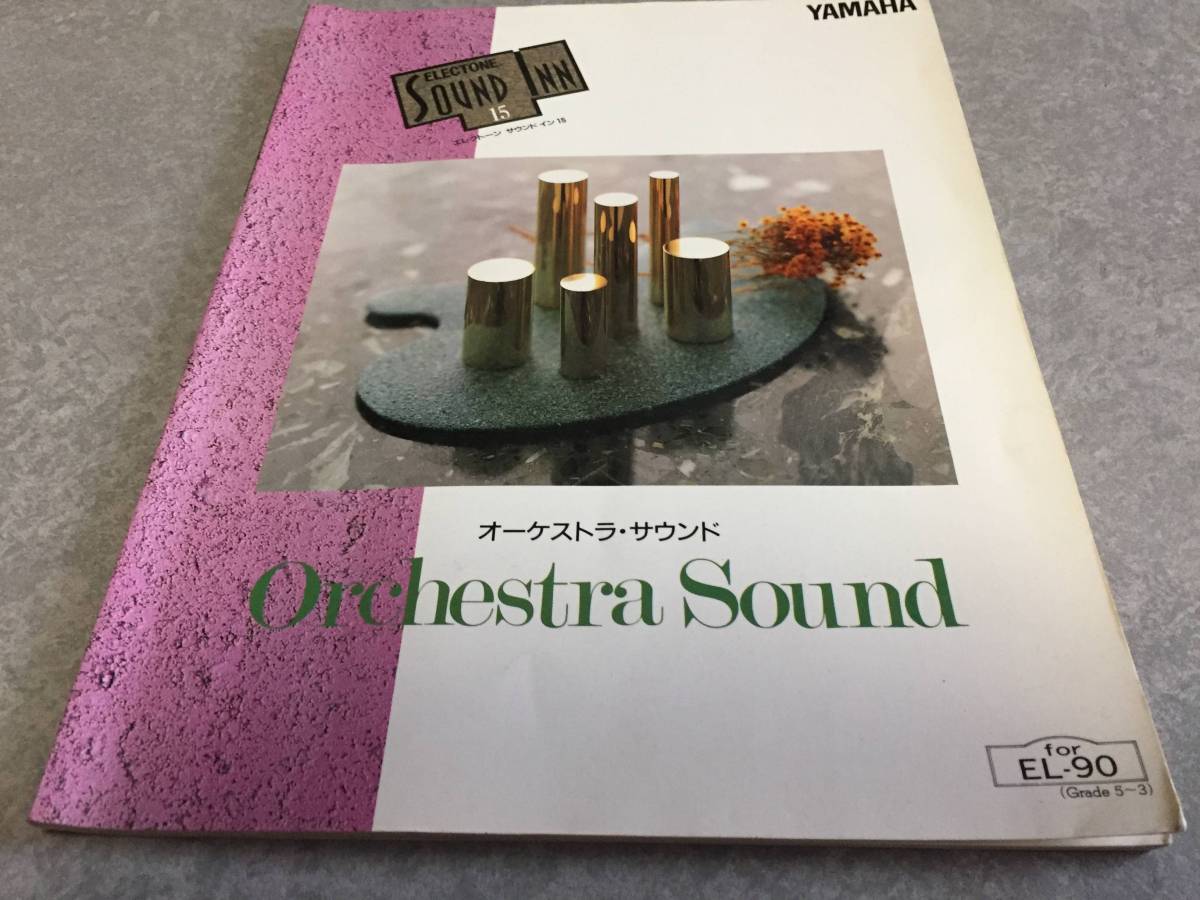 YAMAHA
ELECTONE
SOUND INN
15
エレクトーン サウンド イン 15
オーケストラ・サウンド
Orchestra Sound
for
EL-90
(Grade 5~3)